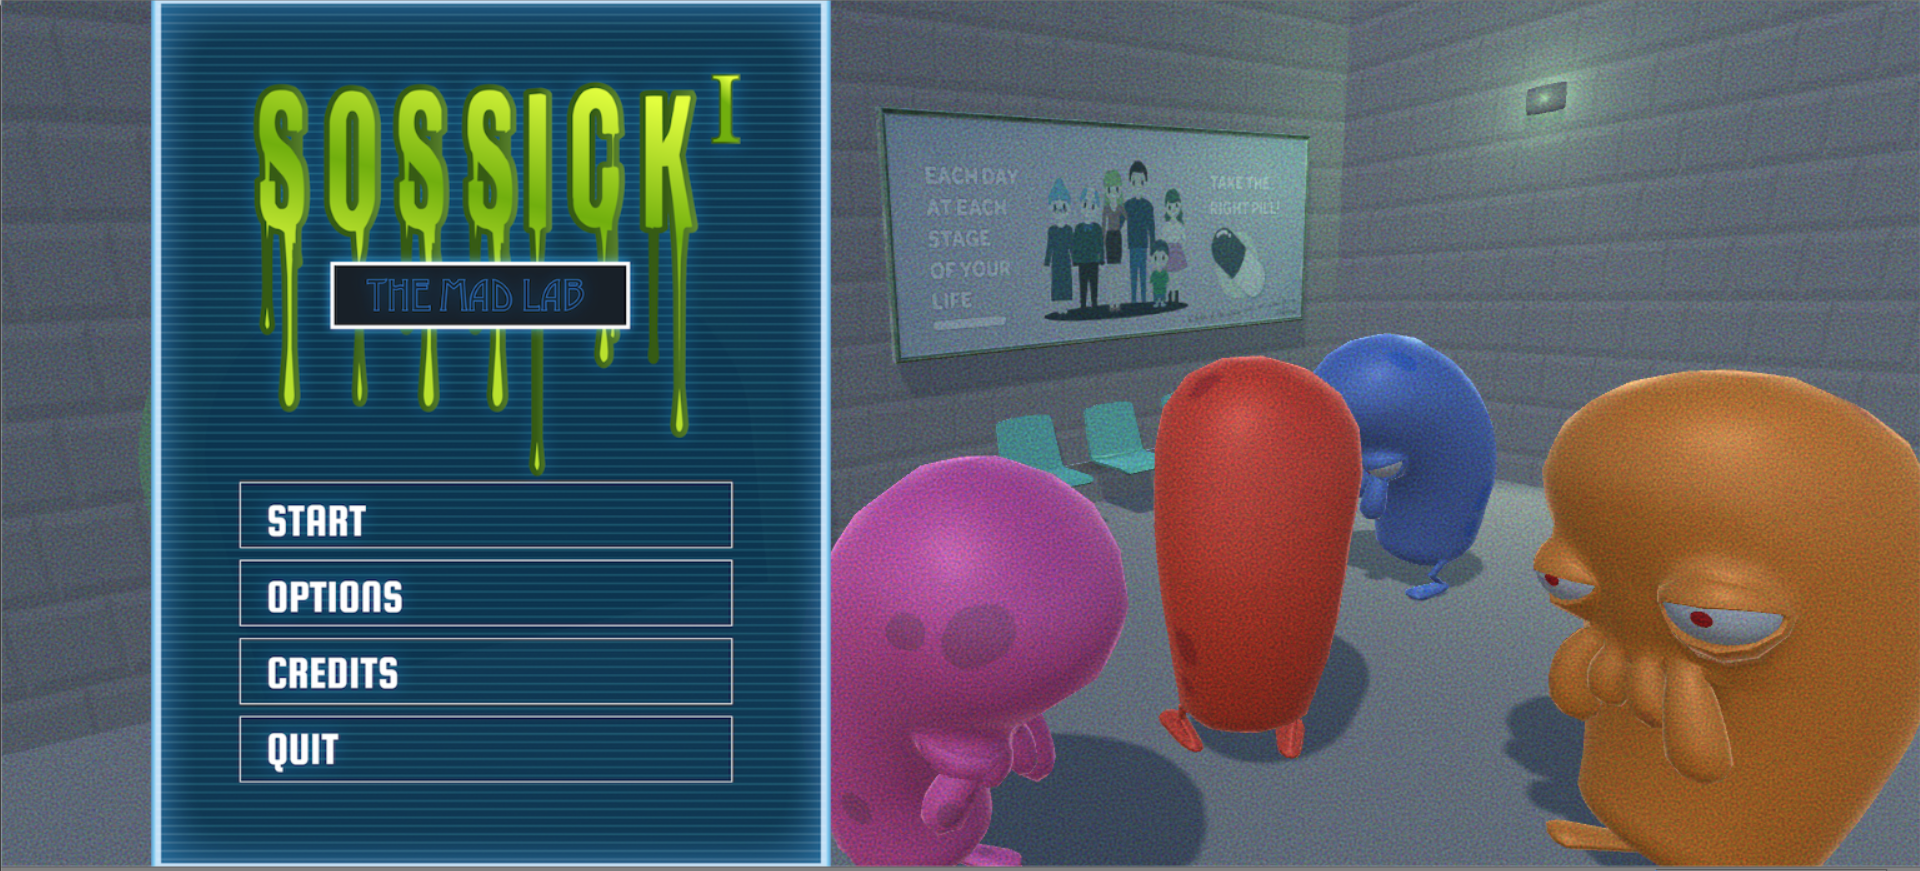 SOSSICK I
THE MAD LAB
START
OPTIONS
CREDITS
QUIT
EACH DAY
AT EACH
STAGE
OF YOUR
LIFE
TAKE THE
RIGHT PILL!